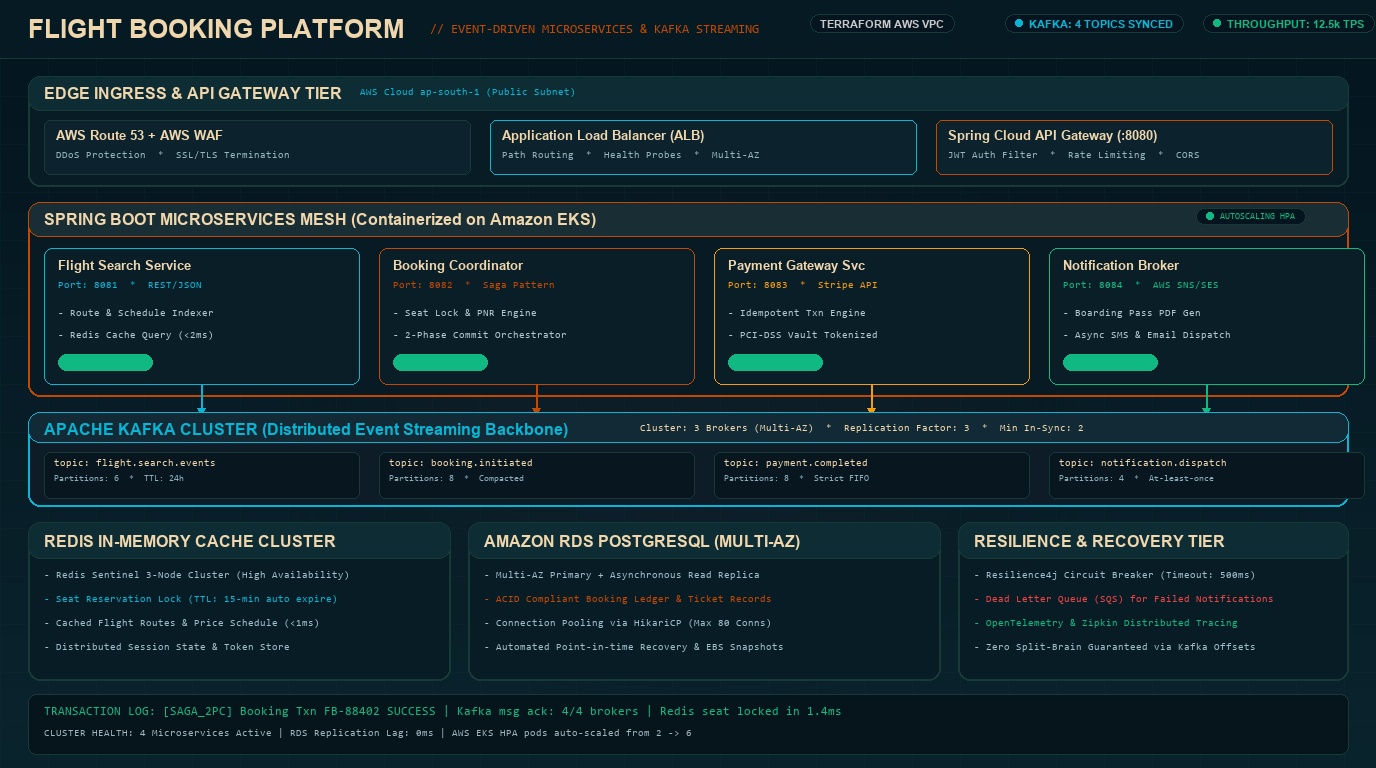 FLIGHT BOOKING PLATFORM // EVENT-DRIVEN MICROSERVICES & KAFKA STREAMING TERRAFORM AWS VPC KAFKA: 4 TOPICS SYNCED THROUGHPUT: 12.5k TPS
EDGE INGRESS & API GATEWAY TIER AWS Cloud ap-south-1 (Public Subnet)
AWS Route 53 + AWS WAF
DDoS Protection * SSL/TLS Termination
Application Load Balancer (ALB)
Path Routing * Health Probes * Multi-AZ
Spring Cloud API Gateway (:8080)
JWT Auth Filter * Rate Limiting * CORS
SPRING BOOT MICROSERVICES MESH (Containerized on Amazon EKS) AUTOSCALING HPA
Flight Search Service
Port: 8081 * REST/JSON
- Route & Schedule Indexer
- Redis Cache Query (<2ms)
Booking Coordinator
Port: 8082 * Saga Pattern
- Seat Lock & PNR Engine
- 2-Phase Commit Orchestrator
Payment Gateway Svc
Port: 8083 * Stripe API
- Idempotent Txn Engine
- PCI-DSS Vault Tokenized
Notification Broker
Port: 8084 * AWS SNS/SES
- Boarding Pass PDF Gen
- Async SMS & Email Dispatch
APACHE KAFKA CLUSTER (Distributed Event Streaming Backbone) Cluster: 3 Brokers (Multi-AZ) * Replication Factor: 3 * Min In-Sync: 2
topic: flight.search.events
Partitions: 6 * TTL: 24h
topic: booking.initiated
Partitions: 8 * Compacted
topic: payment.completed
Partitions: 8 * Strict FIFO
topic: notification.dispatch
Partitions: 4 * At-least-once
REDIS IN-MEMORY CACHE CLUSTER
- Redis Sentinel 3-Node Cluster (High Availability)
- Seat Reservation Lock (TTL: 15-min auto expire)
- Cached Flight Routes & Price Schedule (<1ms)
- Distributed Session State & Token Store
AMAZON RDS POSTGRESQL (MULTI-AZ)
- Multi-AZ Primary + Asynchronous Read Replica
- ACID Compliant Booking Ledger & Ticket Records
- Connection Pooling via HikariCP (Max 80 Conns)
- Automated Point-in-time Recovery & EBS Snapshots
RESILIENCE & RECOVERY TIER
- Resilience4j Circuit Breaker (Timeout: 500ms)
- Dead Letter Queue (SQS) for Failed Notifications
- OpenTelemetry & Zipkin Distributed Tracing
- Zero Split-Brain Guaranteed via Kafka Offsets
TRANSACTION LOG: [SAGA_2PC] Booking Txn FB-88402 SUCCESS | Kafka msg ack: 4/4 brokers | Redis seat locked in 1.4ms
CLUSTER HEALTH: 4 Microservices Active | RDS Replication Lag: 0ms | AWS EKS HPA pods auto-scaled from 2 -> 6